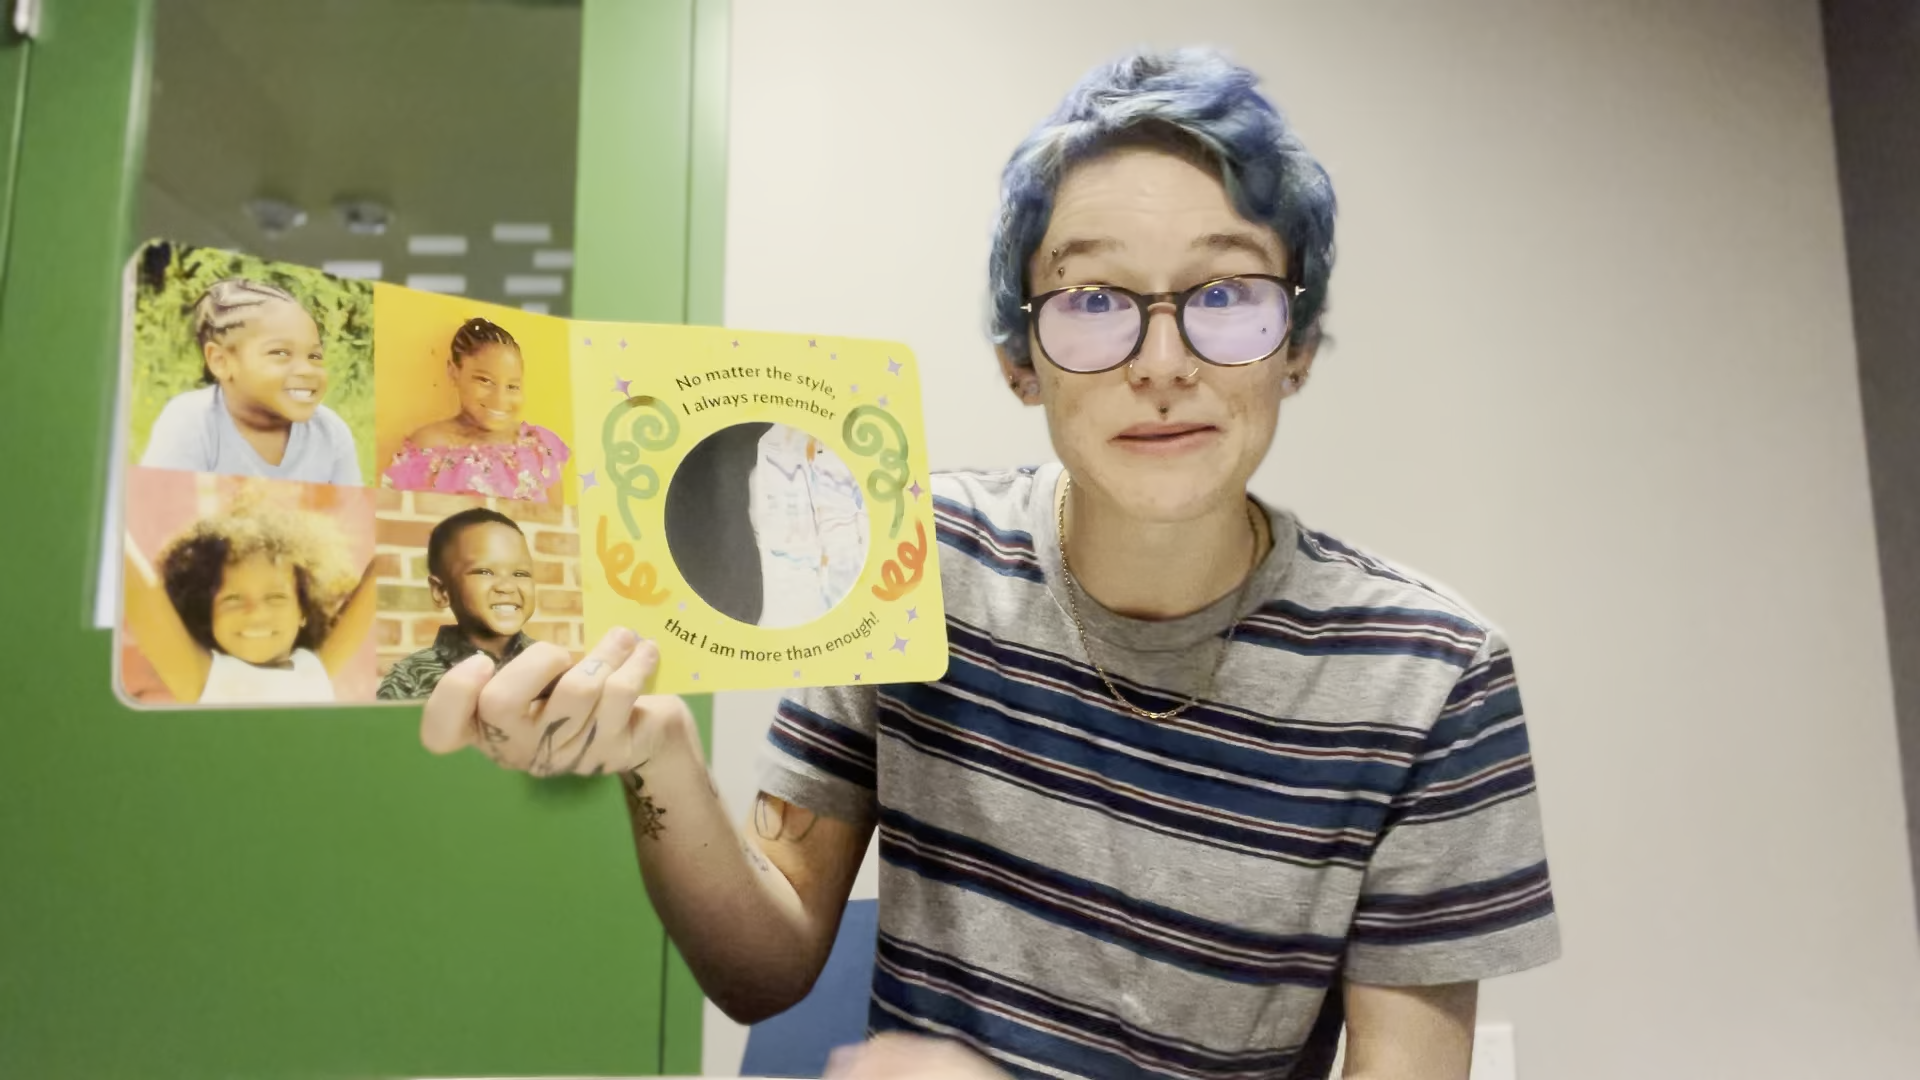 No matter the style,
I always remember
that I am more than enough!